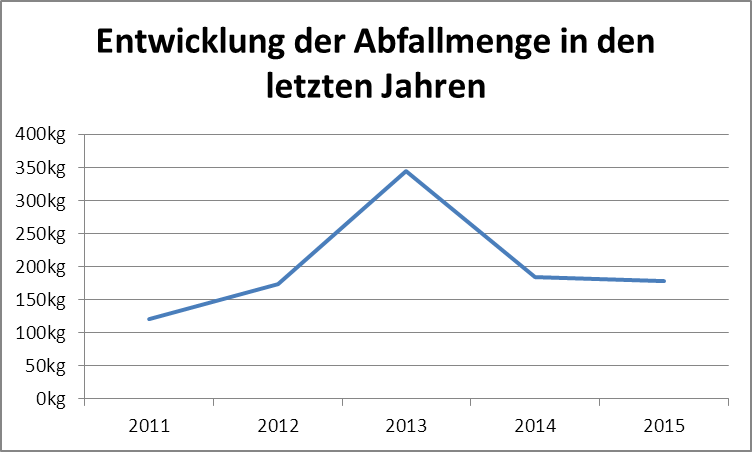 Entwicklung der Abfallmenge in den
letzten Jahren
400kg
350kg
300kg
250kg
200kg
150kg
100kg
50kg
0kg
2011 2012 2013 2014 2015